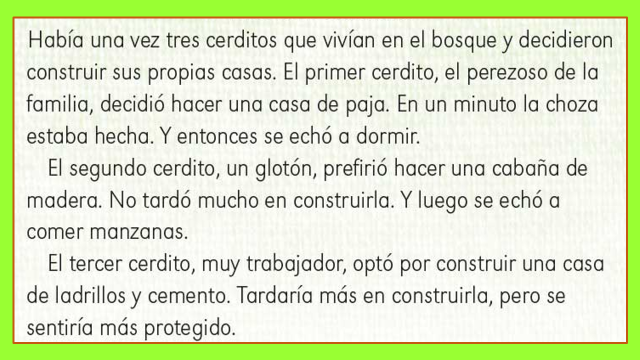 Había una vez tres cerditos que vivían en el bosque y decidieron
construir sus propias casas. El primer cerdito, el perezoso de la
familia, decidió hacer una casa de paja. En un minuto la choza
estaba hecha. Y entonces se echó a dormir.
El segundo cerdito, un glotón, prefirió hacer una cabaña de
madera. No tardó mucho en construirla. Y luego se echó a
comer manzanas.
El tercer cerdito, muy trabajador, optó por construir una casa
de ladrillos y cemento. Tardaría más en construirla, pero se
sentiría más protegido.